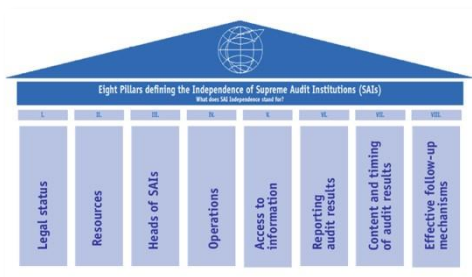 Eight Pillars defining the Independence of Supreme Audit Institutions (SAIs)
What does SAI Independence stand for?
I.
II.
III.
IV.
V.
VI.
VII.
VIII.
Legal status
Resources
Heads of SAIs
Operations
Access to
information
Reporting
audit results
Content and timing
of audit results
Effective follow-up
mechanisms